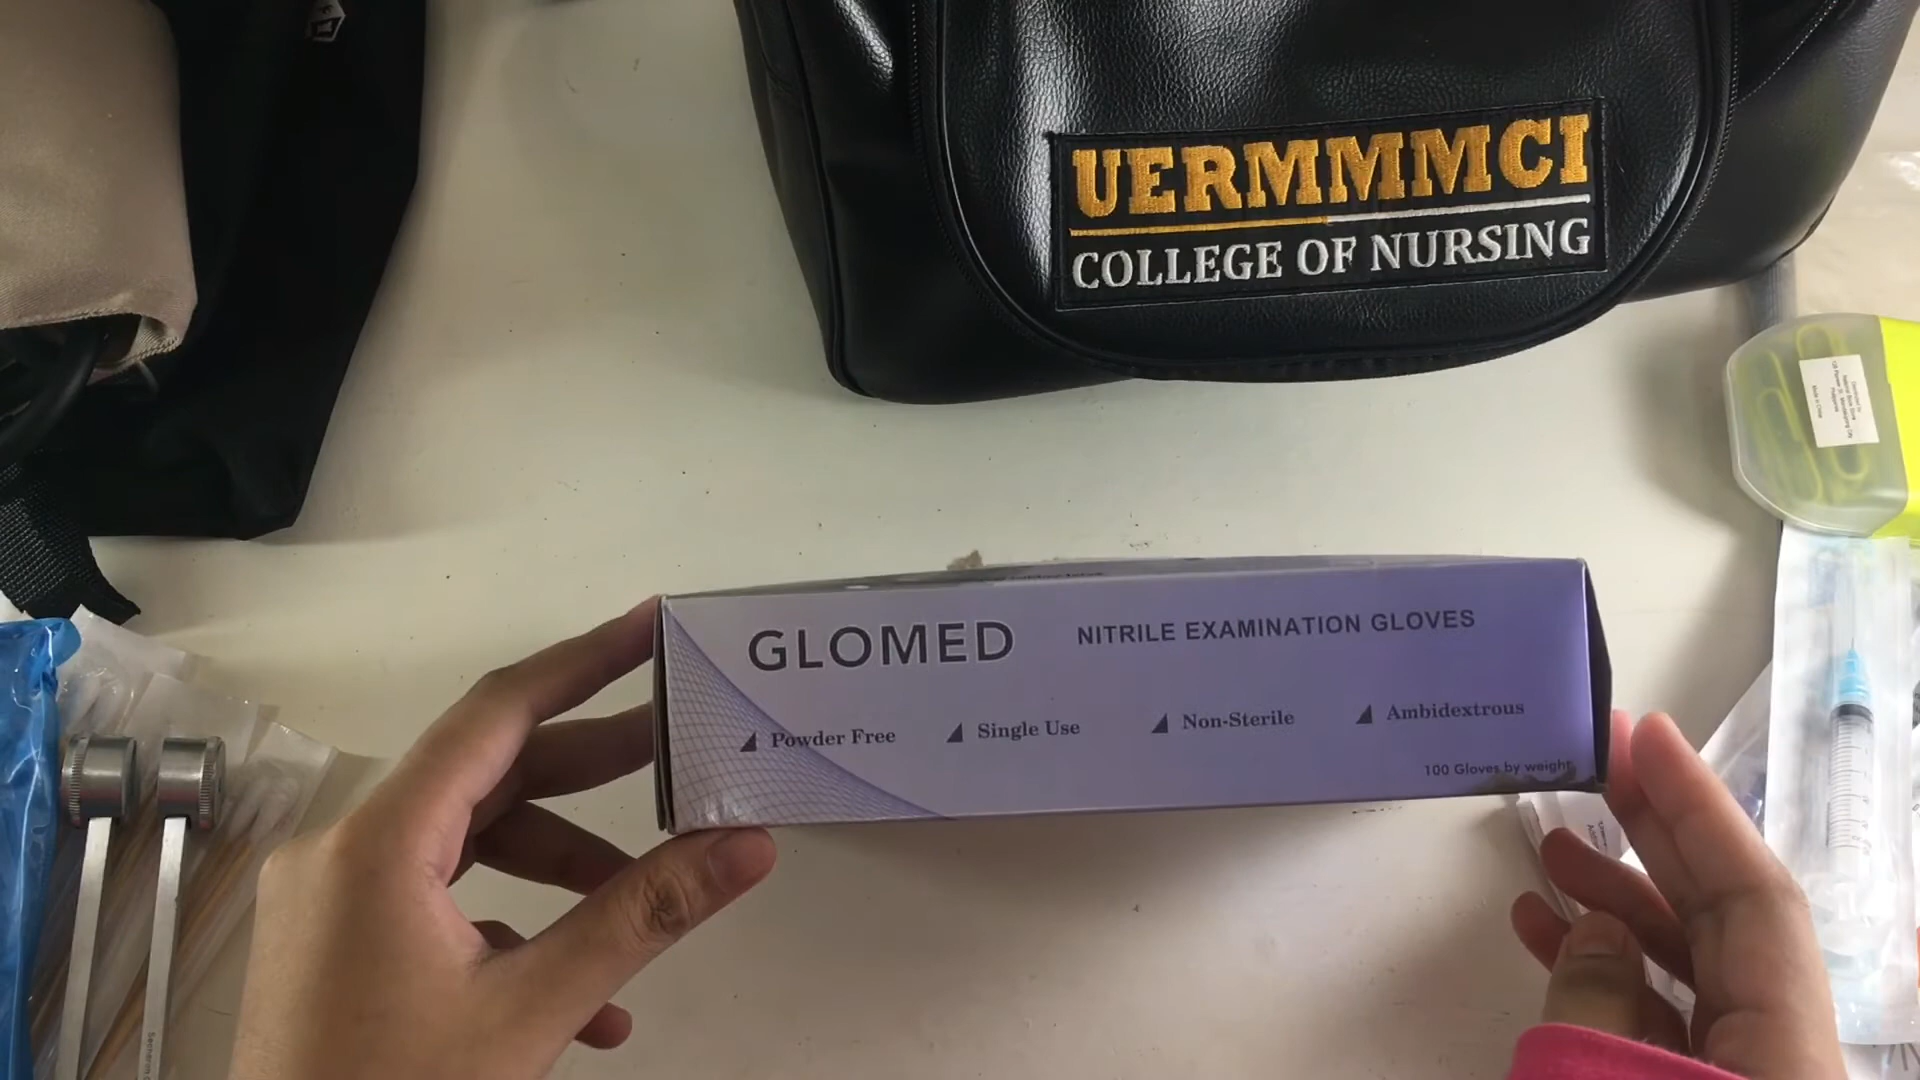 UERMMMCI
COLLEGE OF NURSING
GLOMED
NITRILE EXAMINATION GLOVES
Powder Free
Single Use
Non-Sterile
Ambidextrous
100 Gloves by weight